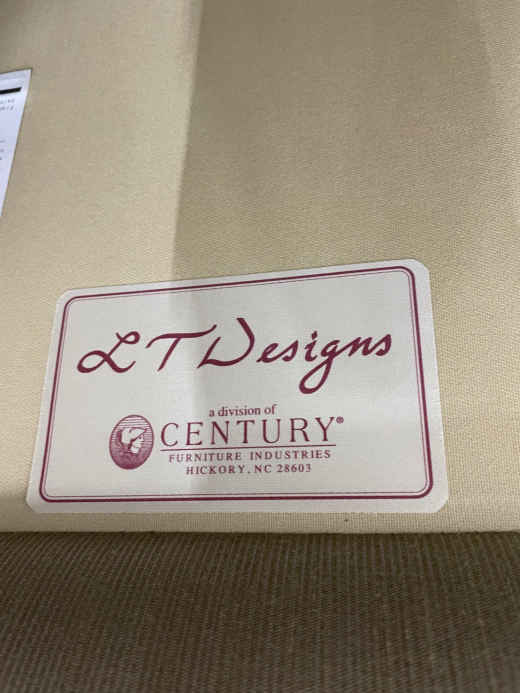 LT Designs
a division of
CENTURY®
FURNITURE INDUSTRIES
HICKORY, NC 28603